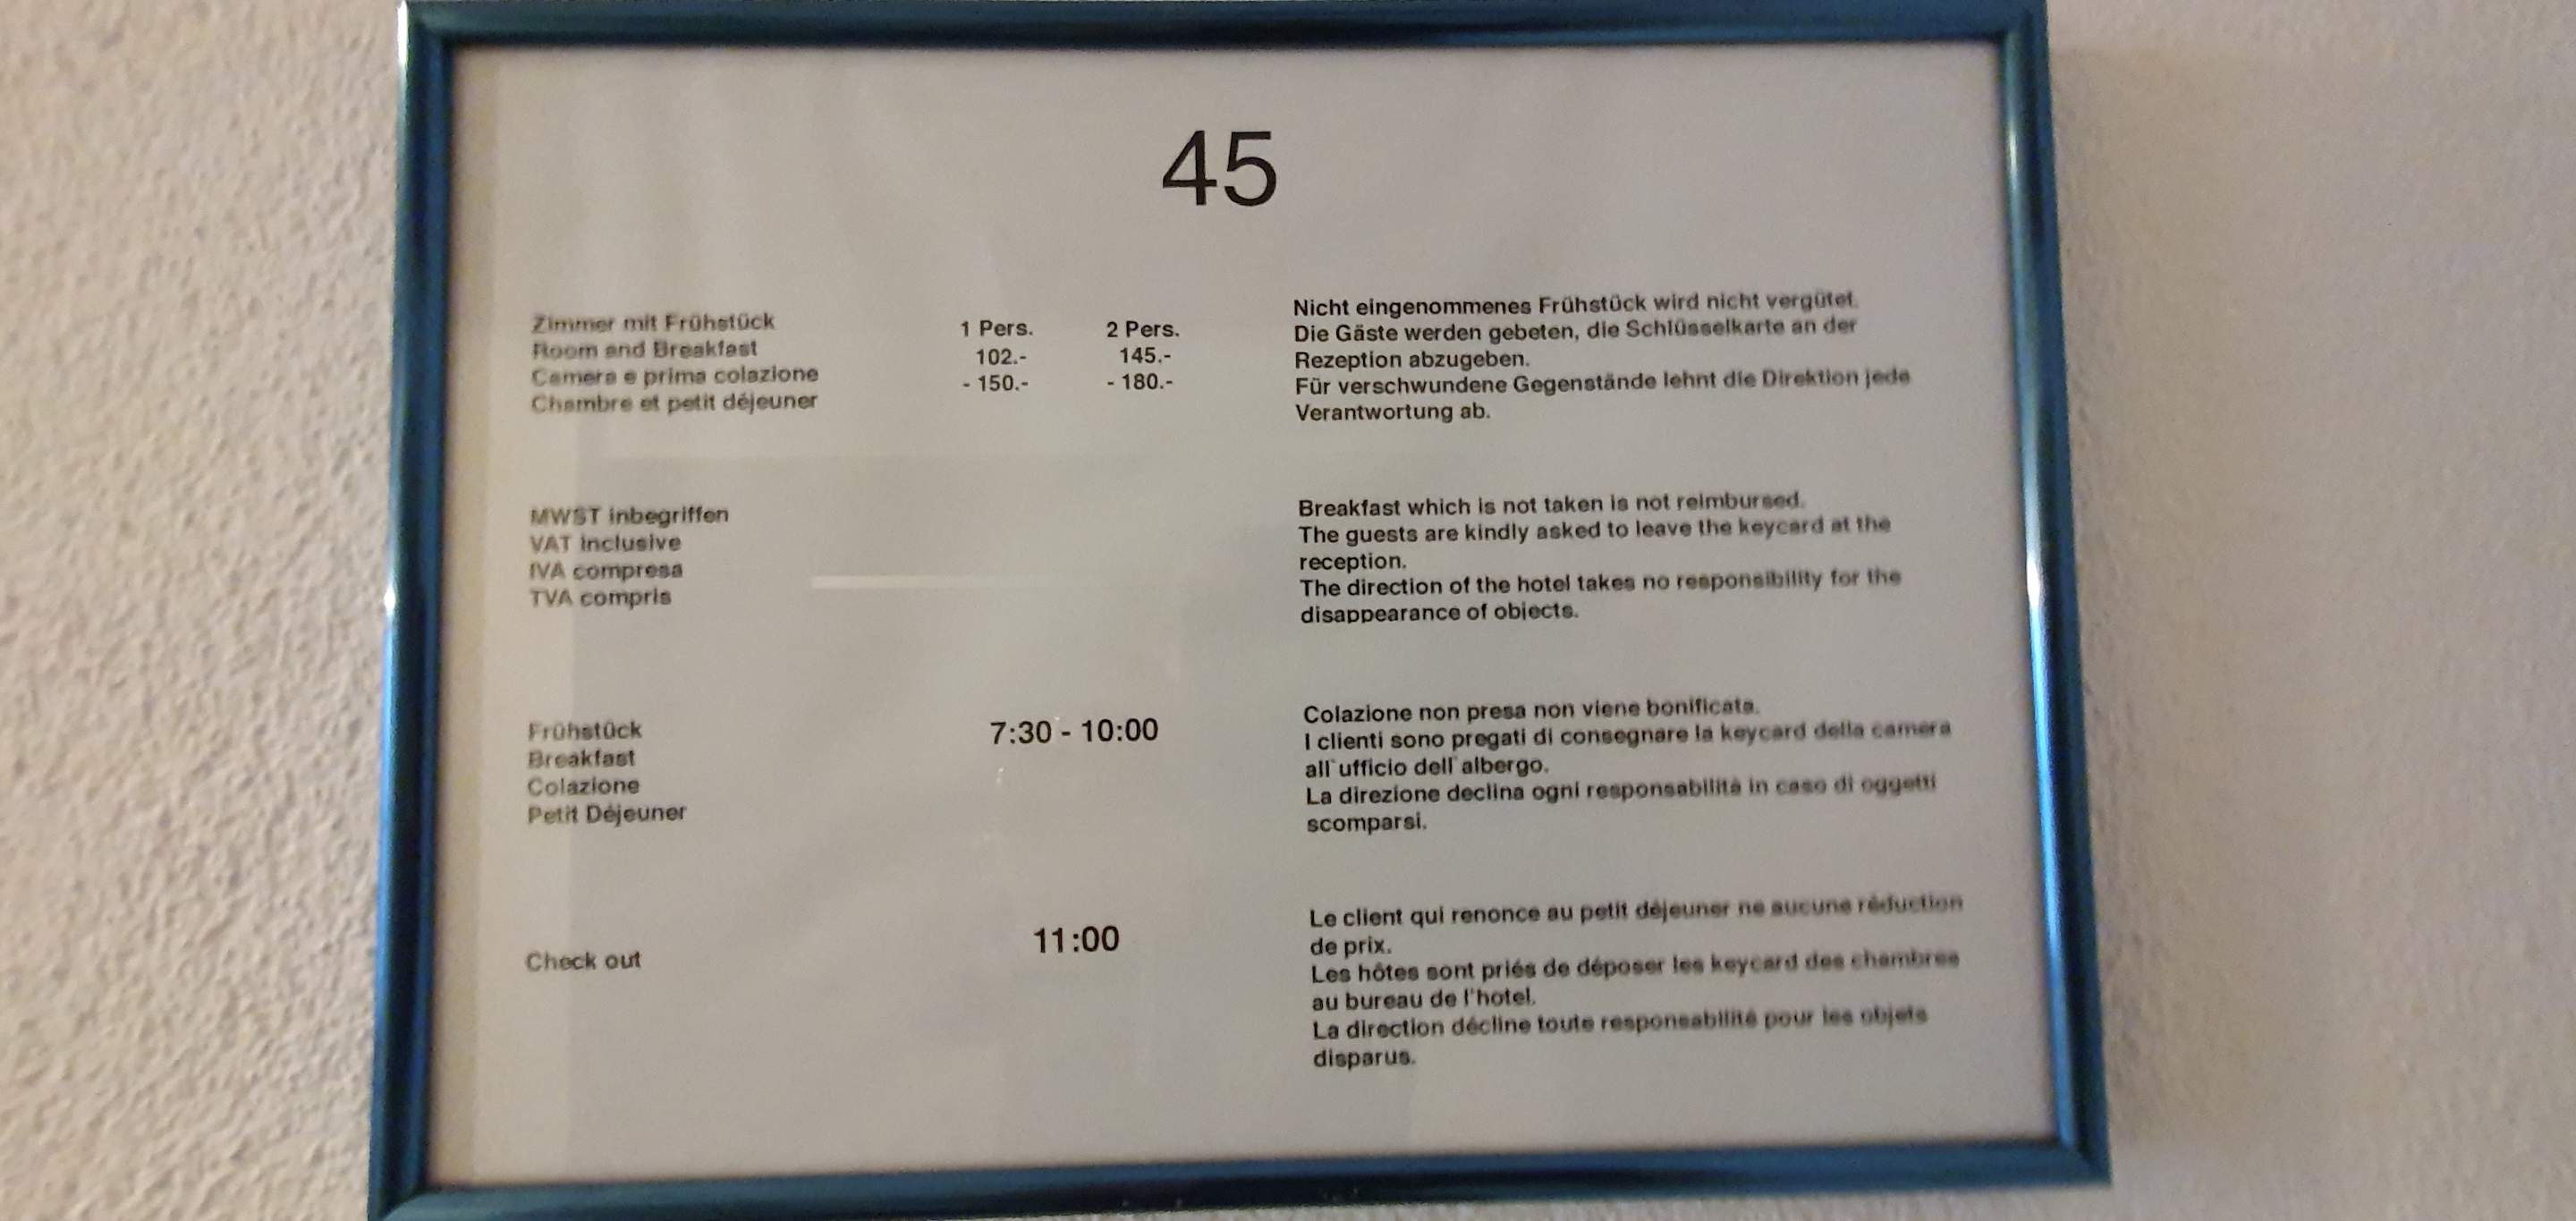 45
Zimmer mit Frühstück
Room and Breakfast
Camera e prima colazione
Chambre et petit déjeuner
1 Pers. 2 Pers.
102.- 145.-
- 150.- - 180.-
Nicht eingenommenes Frühstück wird nicht vergütet.
Die Gäste werden gebeten, die Schlüsselkarte an der
Rezeption abzugeben.
Für verschwundene Gegenstände lehnt die Direktion jede
Verantwortung ab.
MWST inbegriffen
VAT inclusive
IVA compresa
TVA compris
Breakfast which is not taken is not reimbursed.
The guests are kindly asked to leave the keycard at the
reception.
The direction of the hotel takes no responsibility for the
disappearance of objects.
Frühstück
Breakfast
Colazione
Petit Déjeuner
7:30 - 10:00
Colazione non presa non viene bonificata.
I clienti sono pregati di consegnare la keycard della camera
all`ufficio dell`albergo.
La direzione declina ogni responsabilità in caso di oggetti
scomparsi.
Check out
11:00
Le client qui renonce au petit déjeuner ne aucune réduction
de prix.
Les hôtes sont priés de déposer les keycard des chambres
au bureau de l'hotel.
La direction décline toute responsabilité pour les objets
disparus.